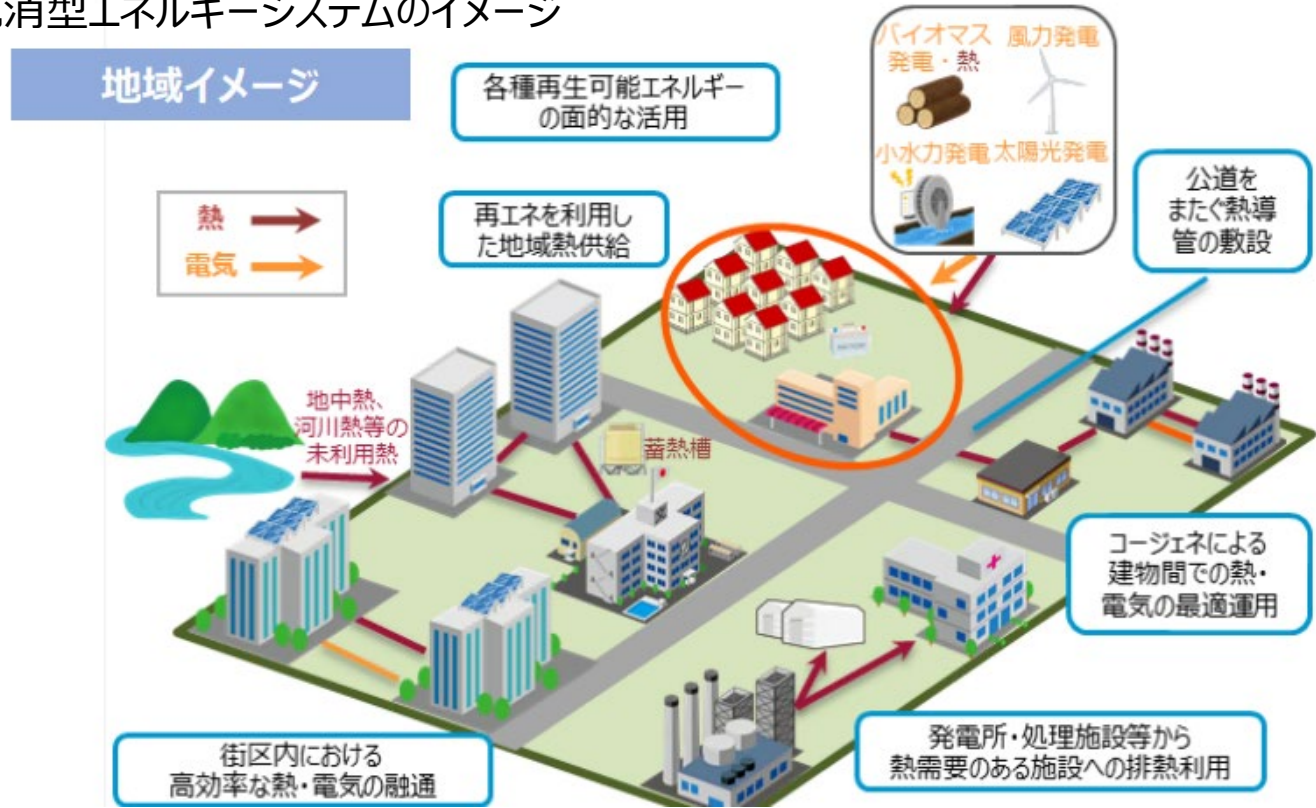 消型エネルギーシステムのイメージ
地域イメージ
各種再生可能エネルギー
の面的な活用
バイオマス
発電・熱
風力発電
小水力発電
太陽光発電
公道を
またぐ熱導
管の敷設
熱
電気
再エネを利用し
た地域熱供給
地中熱、
河川熱等の
未利用熱
蓄熱槽
コージェネによる
建物間での熱・
電気の最適運用
街区内における
高効率な熱・電気の融通
発電所・処理施設等から
熱需要のある施設への排熱利用